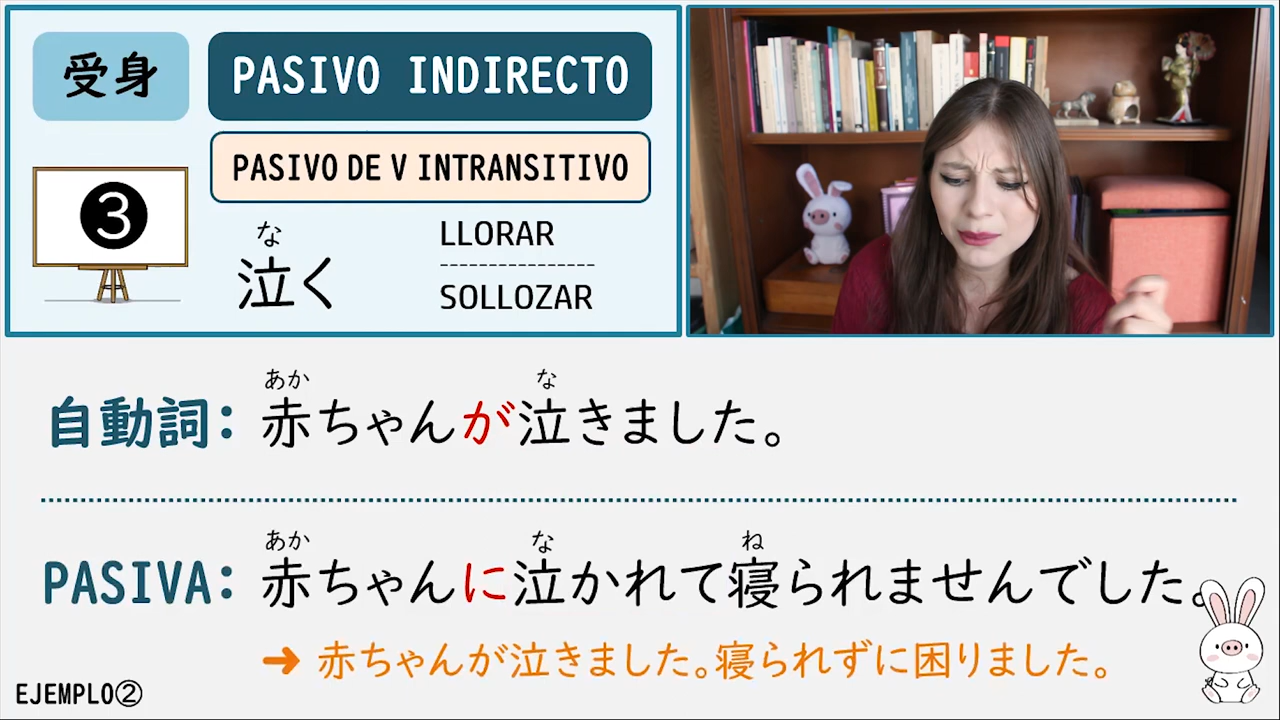 受身
PASIVO INDIRECTO
PASIVO DE V INTRANSITIVO
3
な
泣く
LLORAR
SOLLOZAR
あか な
自動詞: 赤ちゃんが泣きました。
あか な ね
PASIVA: 赤ちゃんに泣かれて寝られませんでした。
➜ 赤ちゃんが泣きました。寝られずに困りました。
EJEMPLO②